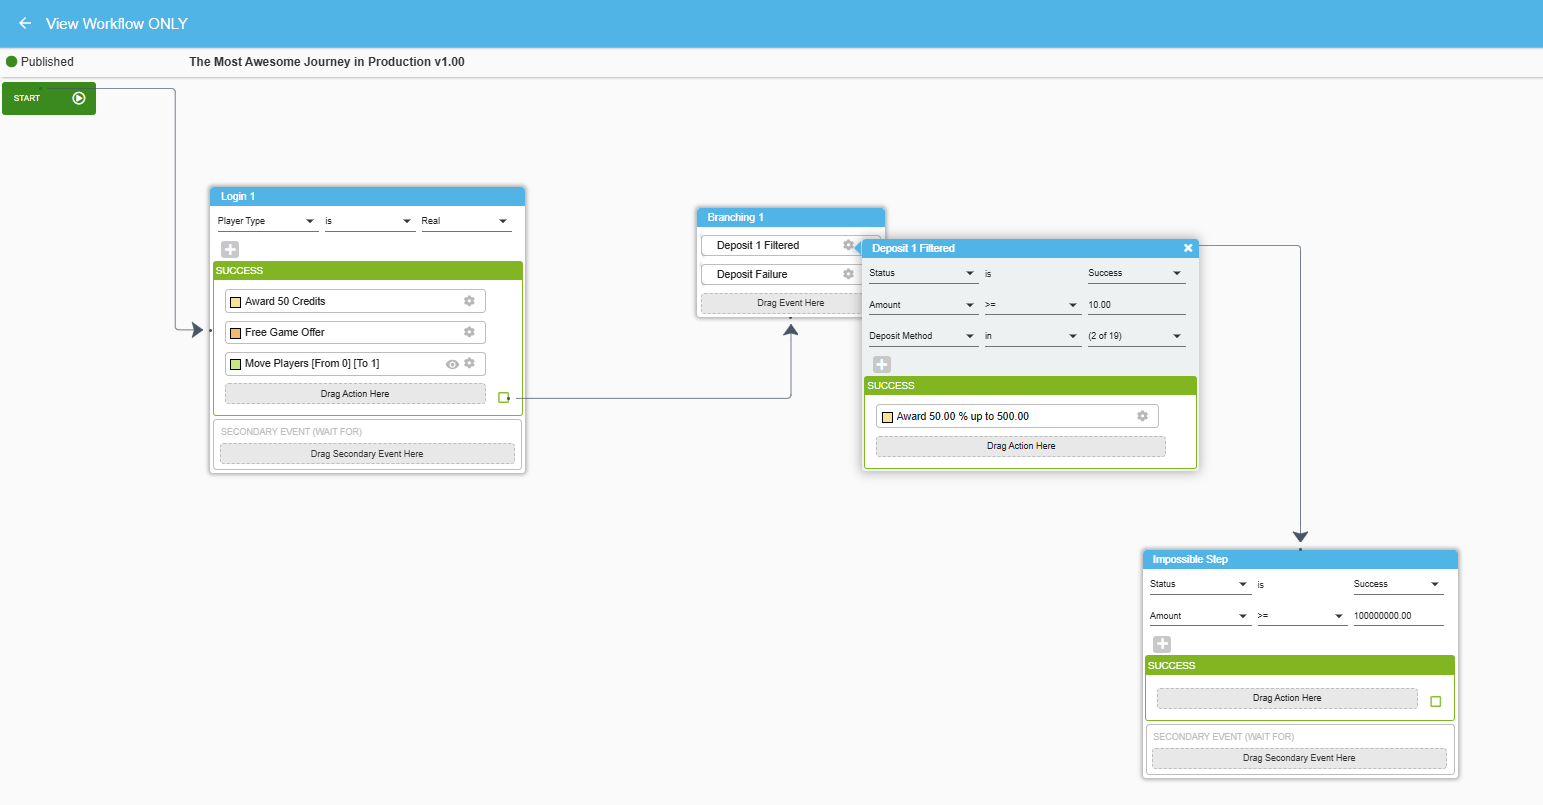 View Workflow ONLY
Published
The Most Awesome Journey in Production v1.00
START
Login 1
Player Type is Real
SUCCESS
Award 50 Credits
Free Game Offer
Move Players [From 0] [To 1]
Drag Action Here
SECONDARY EVENT (WAIT FOR)
Drag Secondary Event Here
Branching 1
Deposit 1 Filtered
Deposit Failure
Drag Event Here
Deposit 1 Filtered
Status is Success
Amount >= 10.00
Deposit Method in (2 of 19)
SUCCESS
Award 50.00 % up to 500.00
Drag Action Here
Impossible Step
Status is Success
Amount >= 100000000.00
SUCCESS
Drag Action Here
SECONDARY EVENT (WAIT FOR)
Drag Secondary Event Here